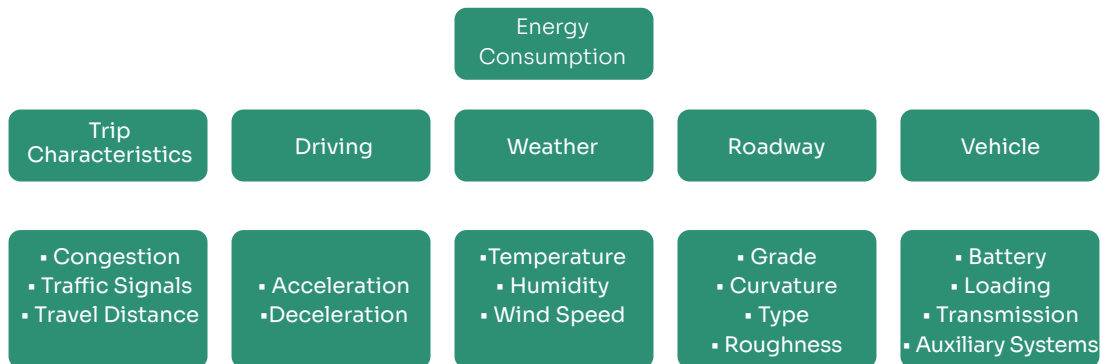 Energy
Consumption
Trip
Characteristics
Driving
Weather
Roadway
Vehicle
▪ Congestion
▪ Traffic Signals
▪ Travel Distance
▪ Acceleration
▪Deceleration
▪Temperature
▪ Humidity
▪ Wind Speed
▪ Grade
▪ Curvature
▪ Type
▪ Roughness
▪ Battery
▪ Loading
▪ Transmission
▪ Auxiliary Systems